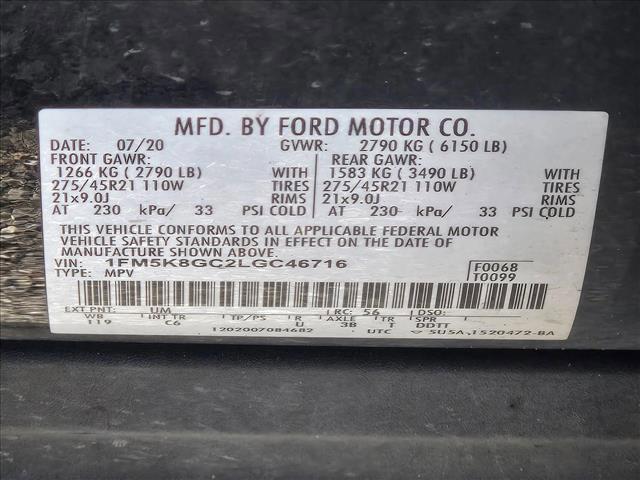 MFD. BY FORD MOTOR CO.
DATE: 07/20 GVWR: 2790 KG ( 6150 LB)
FRONT GAWR: REAR GAWR:
1266 KG ( 2790 LB) WITH 1583 KG ( 3490 LB) WITH
275/45R21 110W TIRES 275/45R21 110W TIRES
21x9.0J RIMS 21x9.0J RIMS
AT 230 kPa/ 33 PSI COLD AT 230 kPa/ 33 PSI COLD
THIS VEHICLE CONFORMS TO ALL APPLICABLE FEDERAL MOTOR
VEHICLE SAFETY STANDARDS IN EFFECT ON THE DATE OF
MANUFACTURE SHOWN ABOVE.
VIN: 1FM5K8GC2LGC46716 F0068
TYPE: MPV T0099
EXT PNT: UM RC: 56 DSO:
WB INT TR TP/PS R AXLE TR SPR
119 C6 U 3B T DDTT
1202007084682 UTC 5U5A-1520472-BA